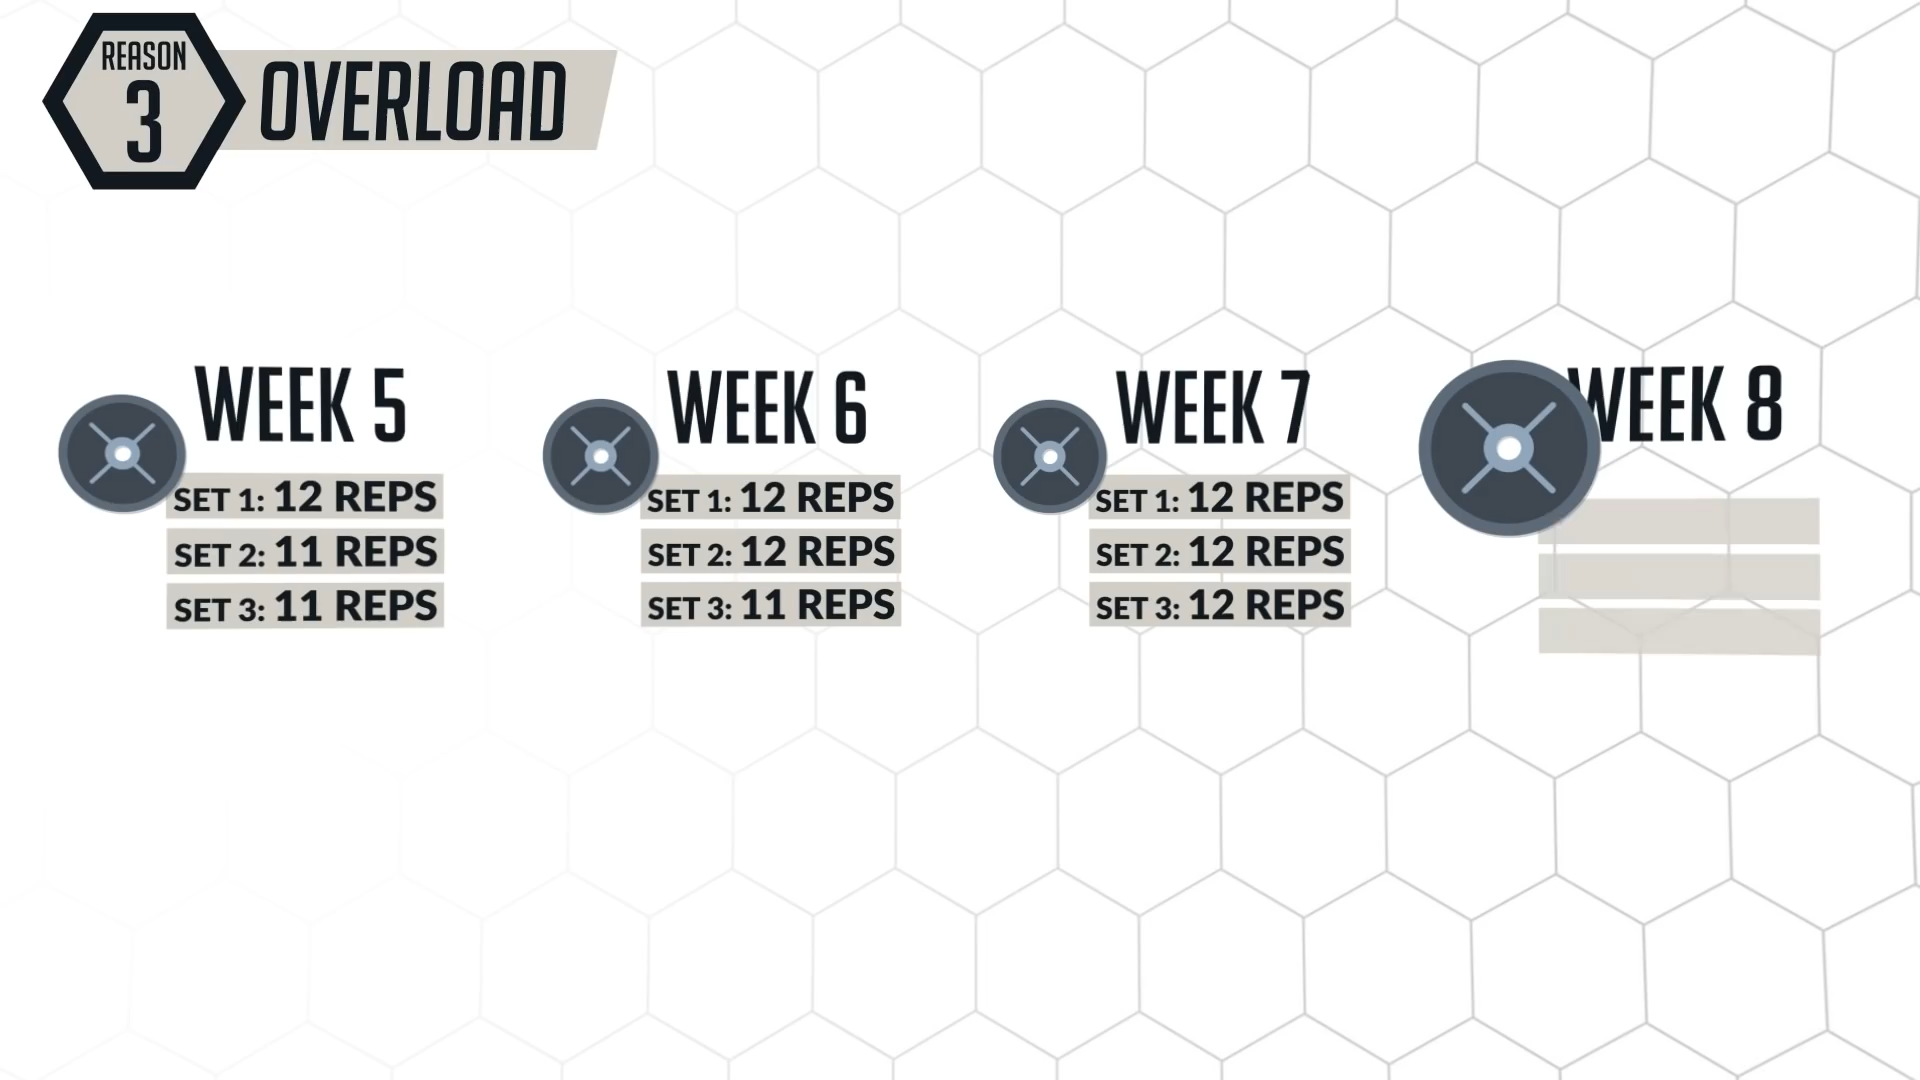 REASON
3
OVERLOAD
WEEK 5
SET 1: 12 REPS
SET 2: 11 REPS
SET 3: 11 REPS
WEEK 6
SET 1: 12 REPS
SET 2: 12 REPS
SET 3: 11 REPS
WEEK 7
SET 1: 12 REPS
SET 2: 12 REPS
SET 3: 12 REPS
WEEK 8